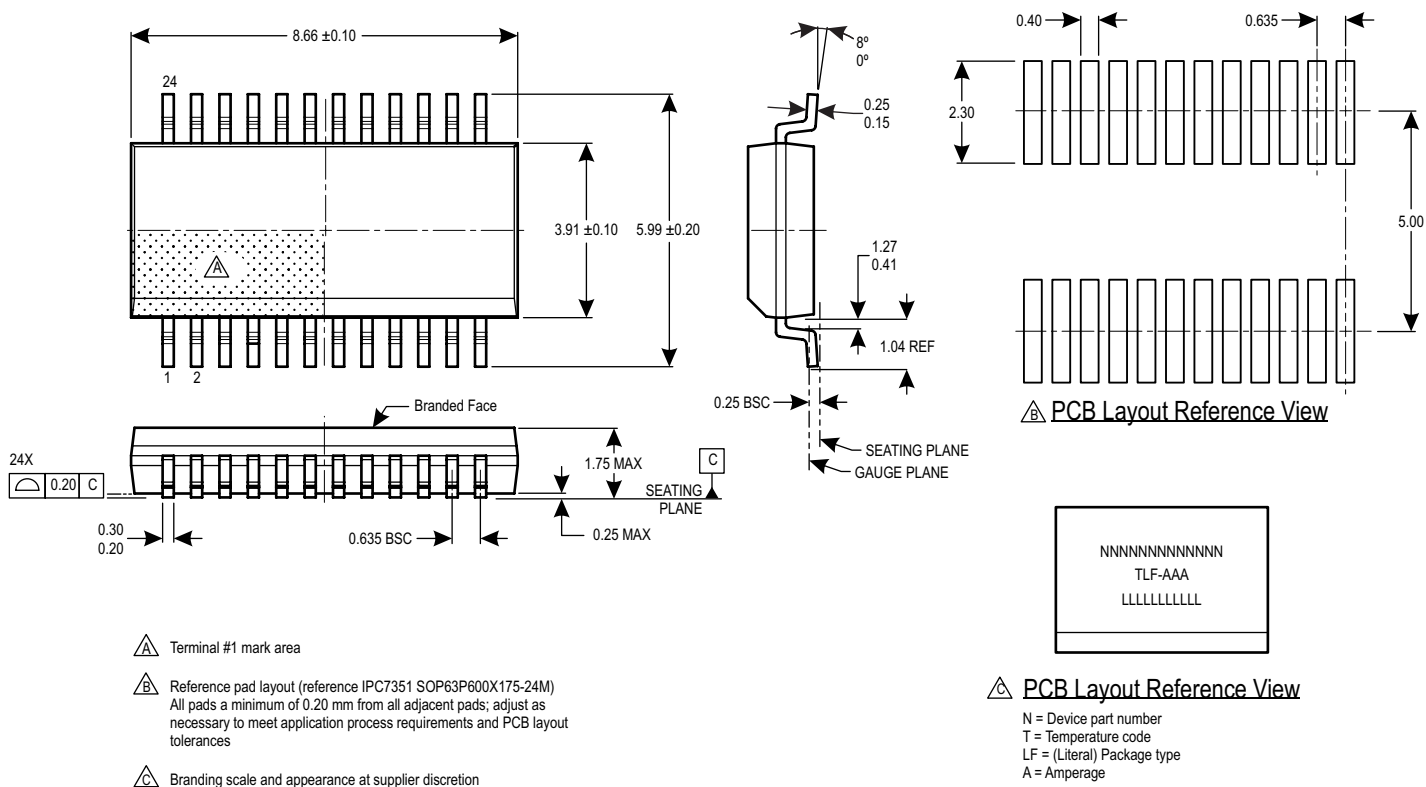 8.66 ±0.10
24
3.91 ±0.10
5.99 ±0.20
A
1
2
8º
0º
0.25
0.15
1.27
0.41
1.04 REF
0.25 BSC
SEATING PLANE
GAUGE PLANE
0.40
0.635
2.30
5.00
B PCB Layout Reference View
Branded Face
24X
0.20 C
1.75 MAX
C
SEATING
PLANE
0.30
0.20
0.635 BSC
0.25 MAX
NNNNNNNNNNNNN
TLF-AAA
LLLLLLLLLLL
C PCB Layout Reference View
N = Device part number
T = Temperature code
LF = (Literal) Package type
A = Amperage
A Terminal #1 mark area
B Reference pad layout (reference IPC7351 SOP63P600X175-24M)
All pads a minimum of 0.20 mm from all adjacent pads; adjust as
necessary to meet application process requirements and PCB layout
tolerances
C Branding scale and appearance at supplier discretion